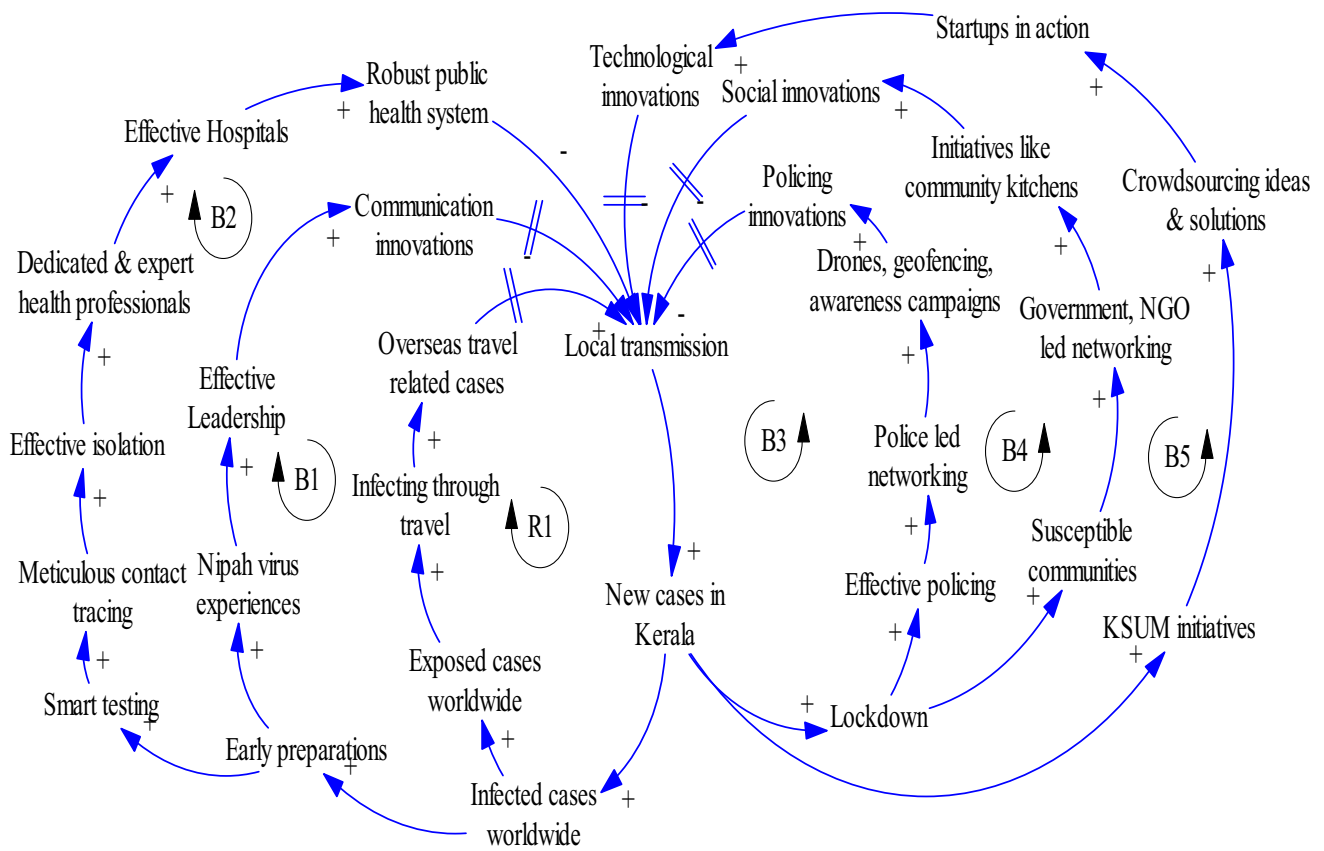 Startups in action
Technological
innovations
+
Social innovations
+
+
Robust public
health system
+
Effective Hospitals
-
Initiatives like
community kitchens
Crowdsourcing ideas
& solutions
Policing
innovations
+
B2
Communication
innovations
+
-
-
-
+
+
Dedicated & expert
health professionals
Drones, geofencing,
awareness campaigns
+
Government, NGO
led networking
Overseas travel
related cases
+
-
Local transmission
+
+
Effective
Leadership
+
B3
Police led
networking
B4
B5
Effective isolation
+
+
B1
Infecting through
travel
+
R1
+
Susceptible
communities
+
Meticulous contact
tracing
Nipah virus
experiences
+
+
New cases in
Kerala
Effective policing
+
KSUM initiatives
+
+
+
Exposed cases
worldwide
+
Smart testing
+
+
Lockdown
Early preparations
+
+
Infected cases
worldwide
+